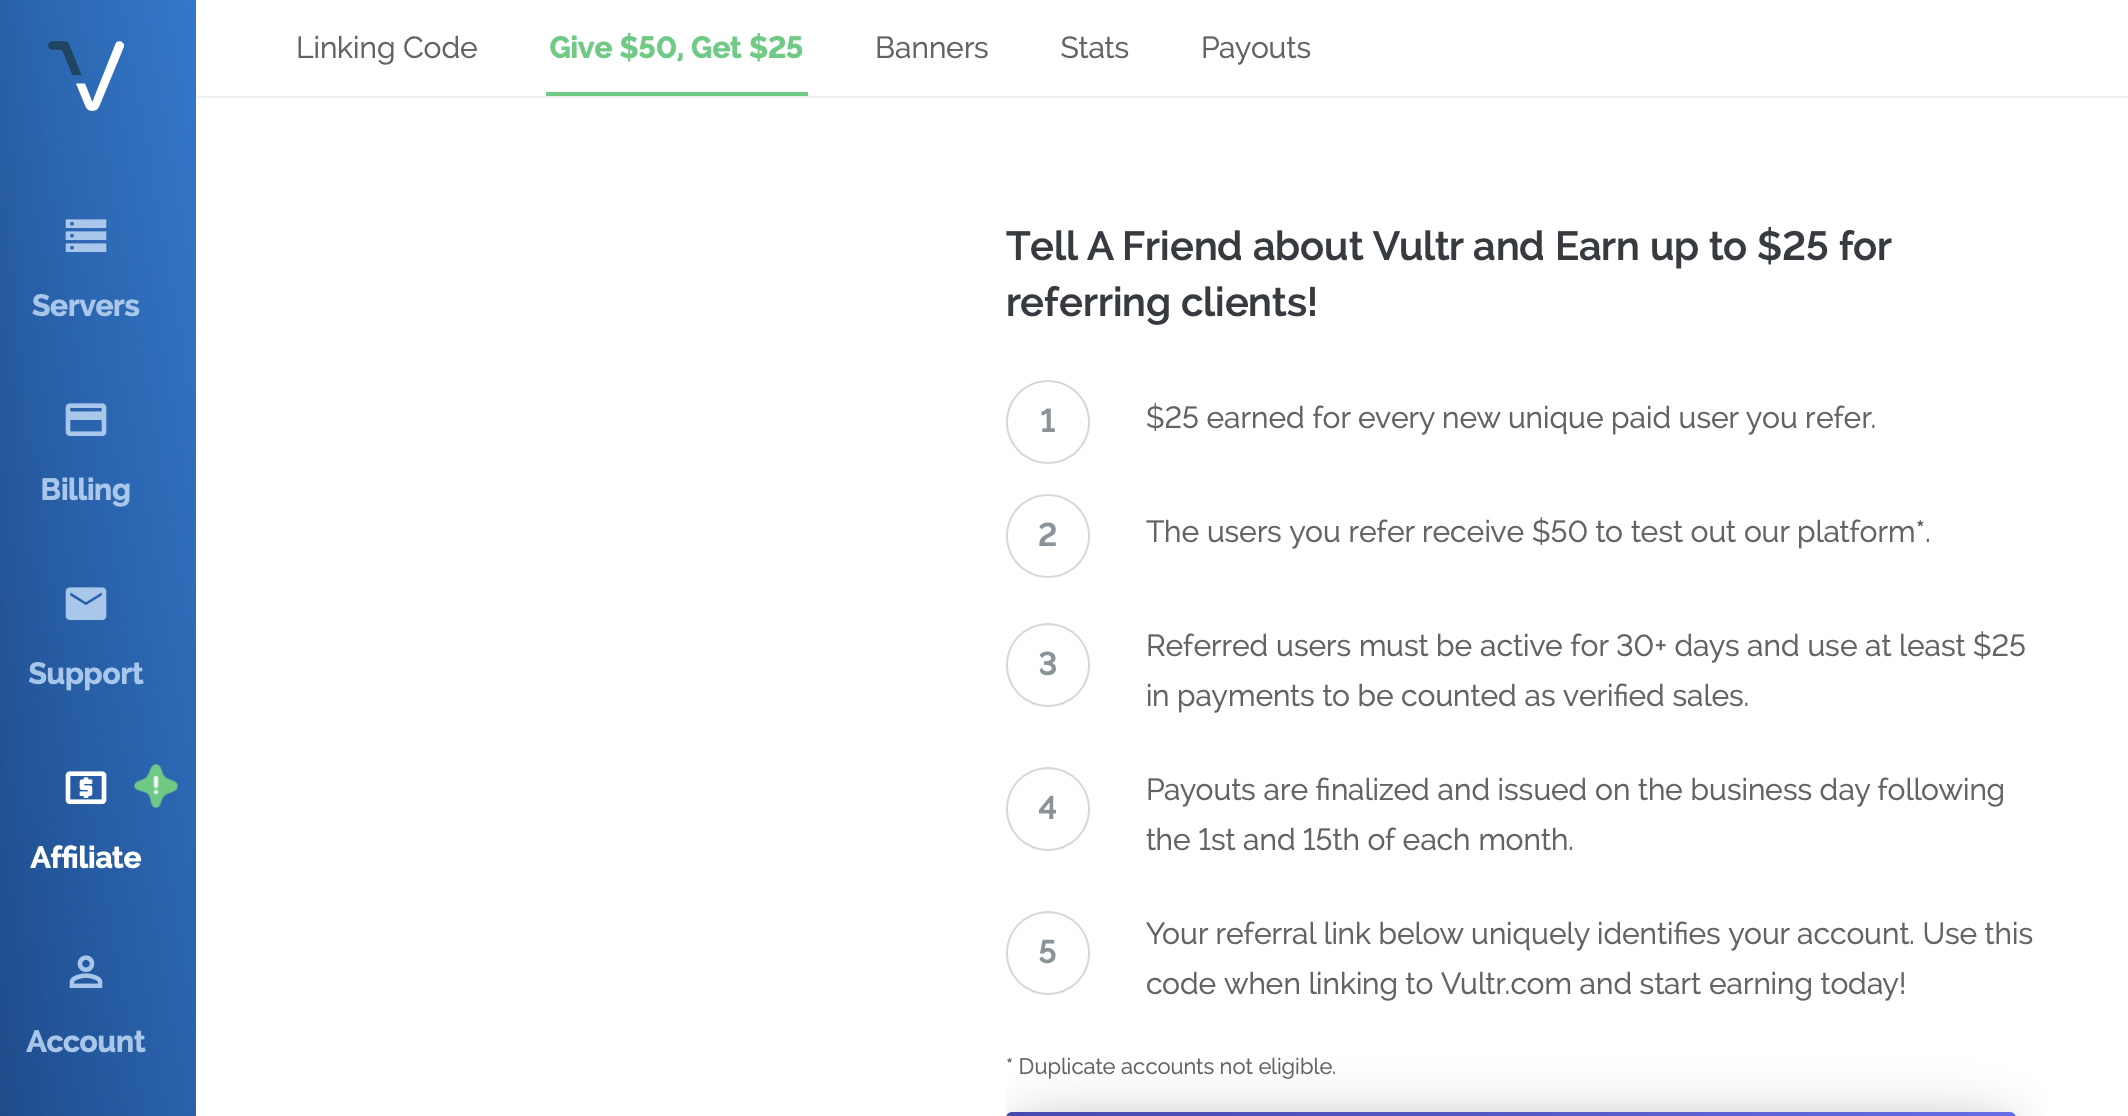 Linking Code
Give $50, Get $25
Banners
Stats
Payouts
Servers
Billing
Support
Affiliate
Account
Tell A Friend about Vultr and Earn up to $25 for
referring clients!
1
$25 earned for every new unique paid user you refer.
2
The users you refer receive $50 to test out our platform*.
3
Referred users must be active for 30+ days and use at least $25
in payments to be counted as verified sales.
4
Payouts are finalized and issued on the business day following
the 1st and 15th of each month.
5
Your referral link below uniquely identifies your account. Use this
code when linking to Vultr.com and start earning today!
* Duplicate accounts not eligible.